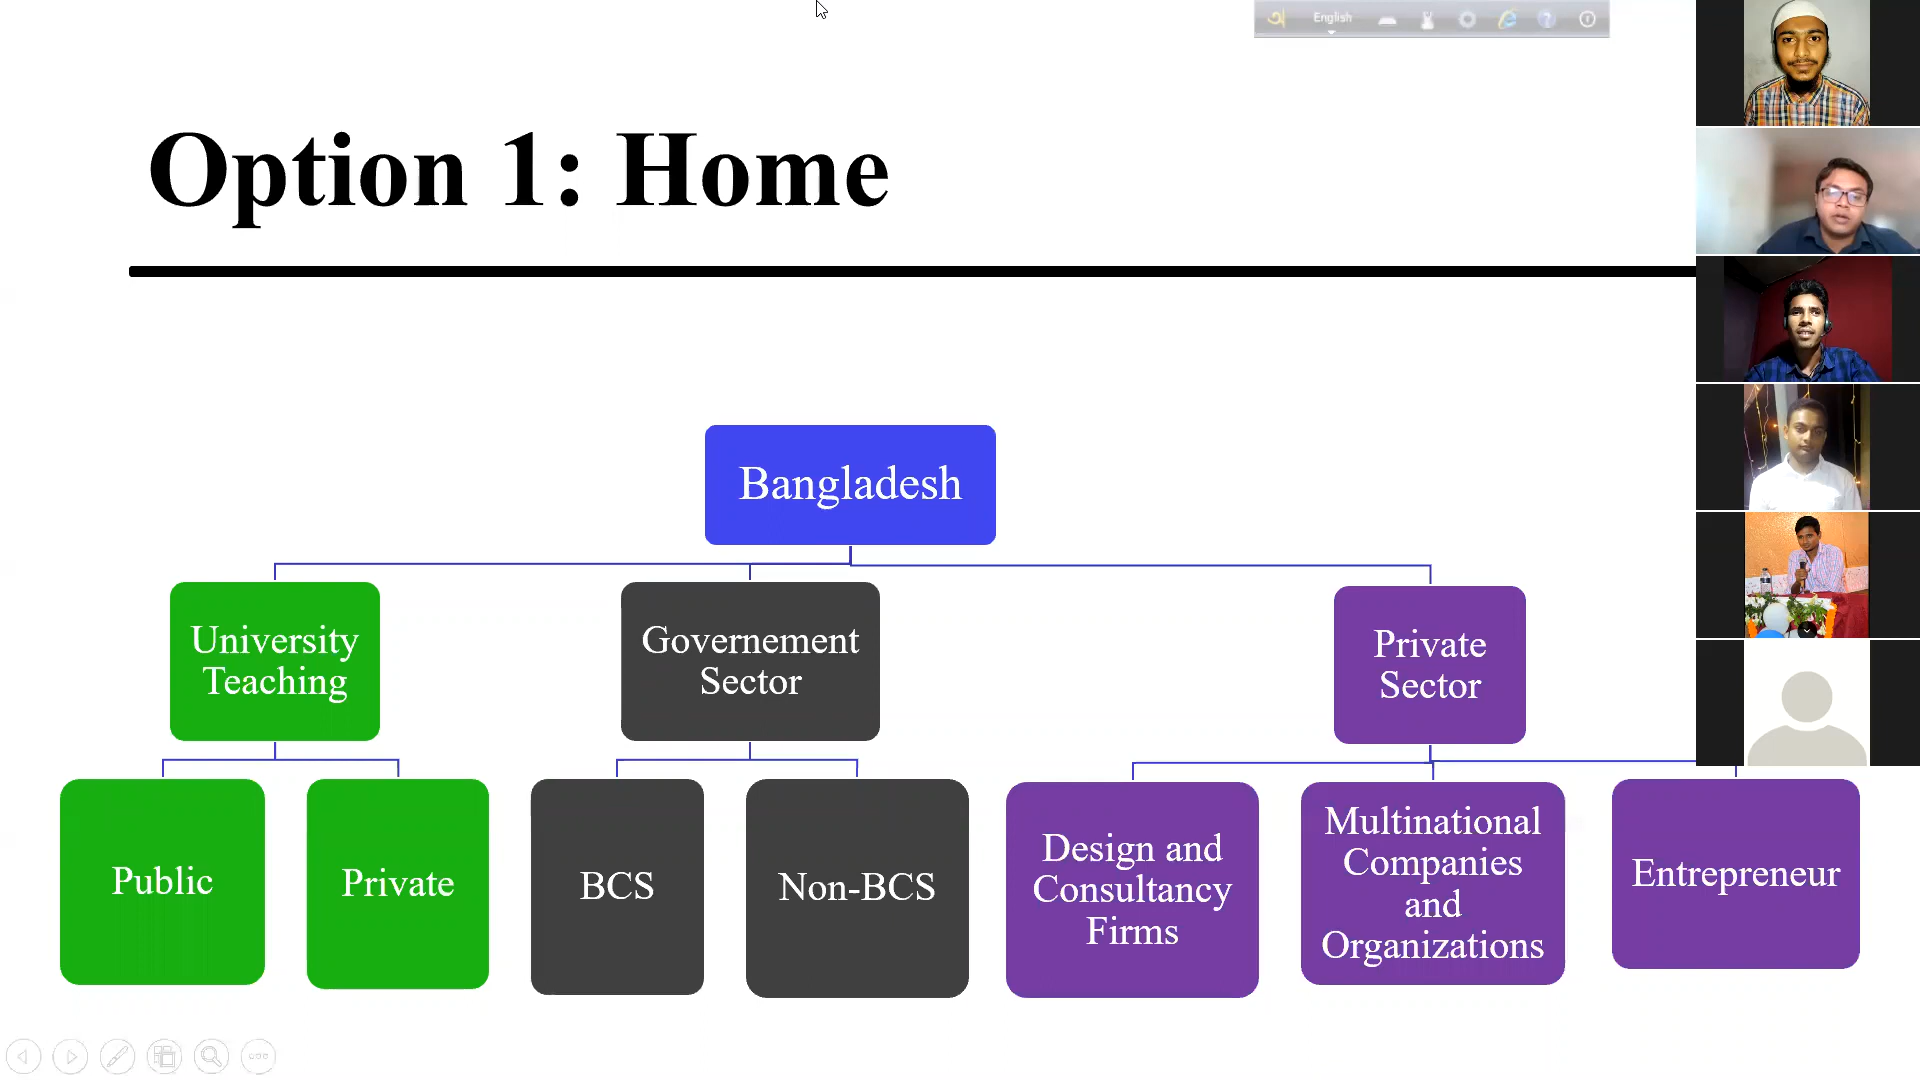 English
Option 1: Home
Bangladesh
University
Teaching
Governement
Sector
Private
Sector
Public
Private
BCS
Non-BCS
Design and
Consultancy
Firms
Multinational
Companies
and
Organizations
Entrepreneur